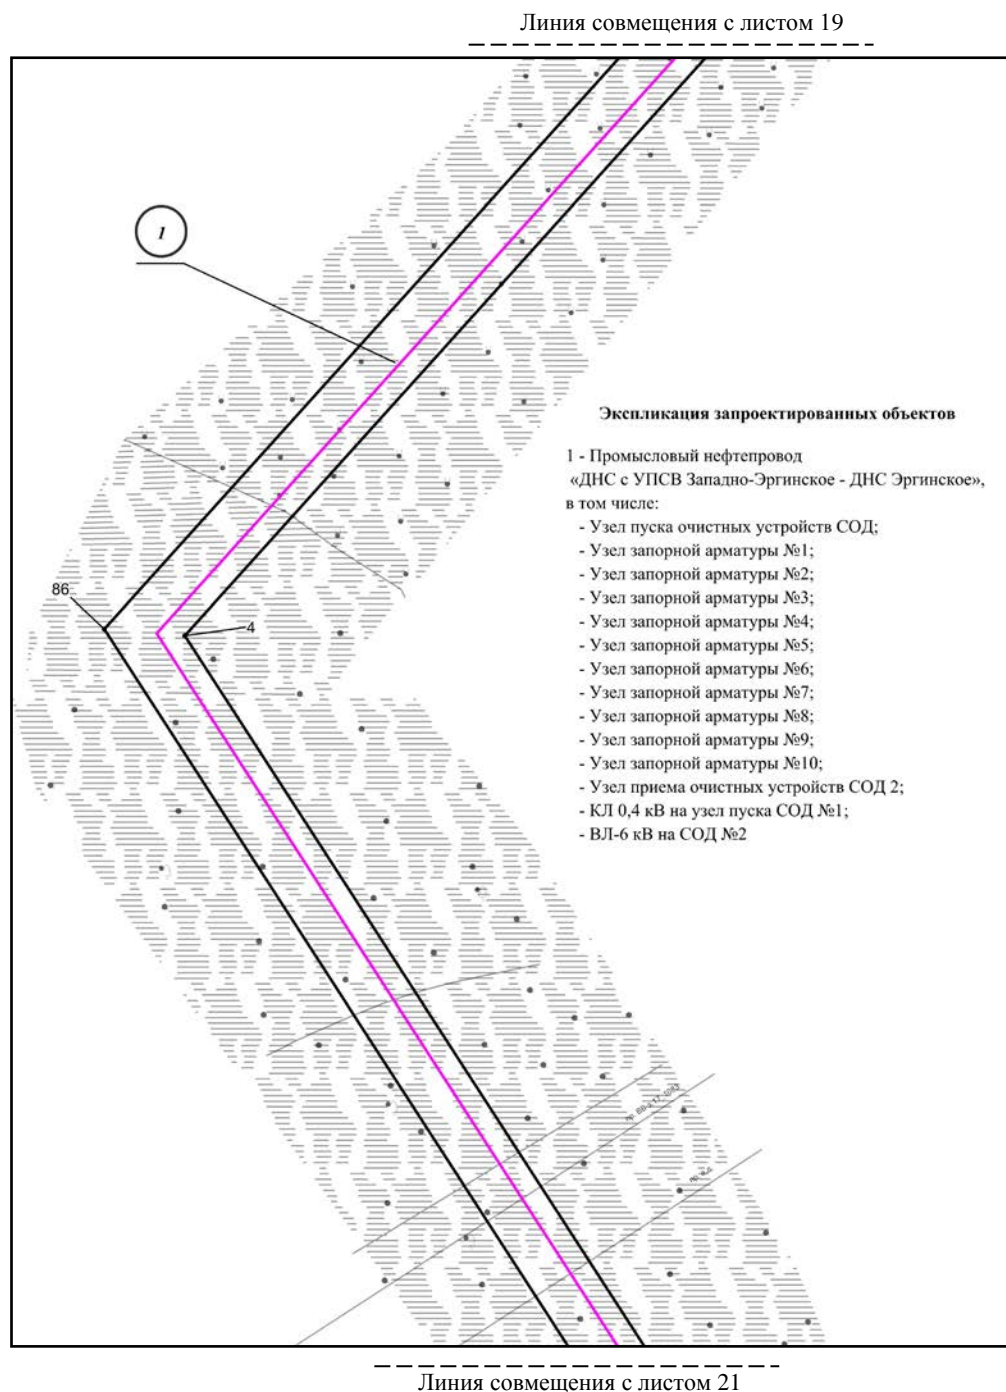 Линия совмещения с листом 19
1
Экспликация запроектированных объектов
1 - Промысловый нефтепровод
«ДНС с УПСВ Западно-Эргинское - ДНС Эргинское»,
в том числе:
- Узел пуска очистных устройств СОД;
- Узел запорной арматуры №1;
- Узел запорной арматуры №2;
- Узел запорной арматуры №3;
- Узел запорной арматуры №4;
- Узел запорной арматуры №5;
- Узел запорной арматуры №6;
- Узел запорной арматуры №7;
- Узел запорной арматуры №8;
- Узел запорной арматуры №9;
- Узел запорной арматуры №10;
- Узел приема очистных устройств СОД 2;
- КЛ 0,4 кВ на узел пуска СОД №1;
- ВЛ-6 кВ на СОД №2
86
4
Линия совмещения с листом 21